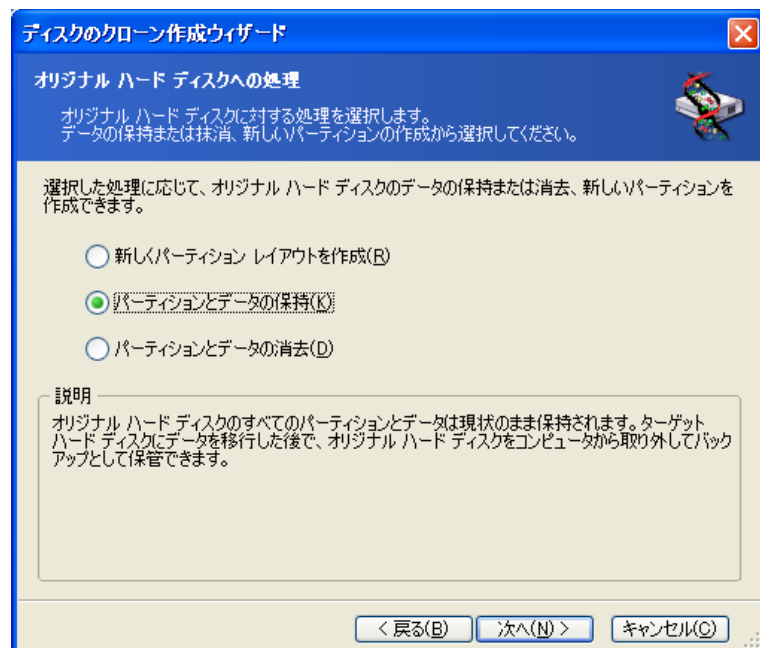 ディスクのクローン作成ウィザード
オリジナル ハード ディスクへの処理
オリジナル ハード ディスクに対する処理を選択します。
データの保持または抹消、新しいパーティションの作成から選択してください。
選択した処理に応じて、オリジナル ハード ディスクのデータの保持または消去、新しいパーティションを
作成できます。
新しくパーティション レイアウトを作成(R)
パーティションとデータの保持(K)
パーティションとデータの消去(D)
説明
オリジナル ハード ディスクのすべてのパーティションとデータは現状のまま保持されます。ターゲット
ハード ディスクにデータを移行した後で、オリジナル ハード ディスクをコンピュータから取り外してバック
アップとして保管できます。
< 戻る(B)
次へ(N) >
キャンセル(C)